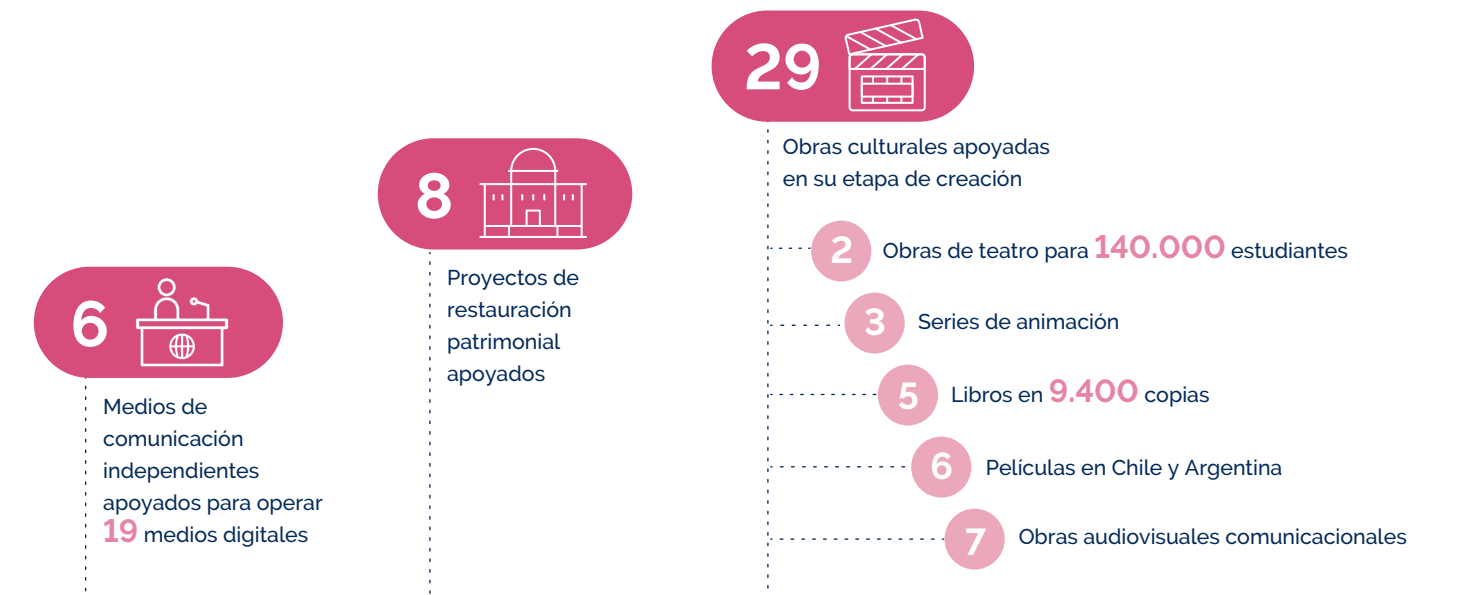 6
Medios de
comunicación
independientes
apoyados para operar
19 medios digitales
8
Proyectos de
restauración
patrimonial
apoyados
29
Obras culturales apoyadas
en su etapa de creación
2 Obras de teatro para 140.000 estudiantes
3 Series de animación
5 Libros en 9.400 copias
6 Películas en Chile y Argentina
7 Obras audiovisuales comunicacionales